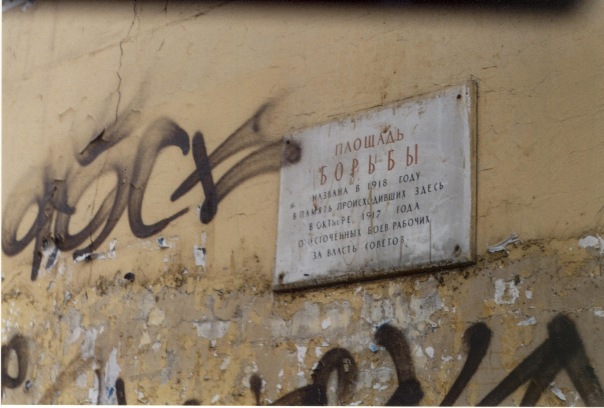 ПЛОЩАДЬ
БОРЬБЫ
НАЗВАНА В 1918 ГОДУ
В ПАМЯТЬ ПРОИСХОДИВШИХ ЗДЕСЬ
В ОКТЯБРЕ 1917 ГОДА
ОЖЕСТОЧЕННЫХ БОЕВ РАБОЧИХ
ЗА ВЛАСТЬ СОВЕТОВ.